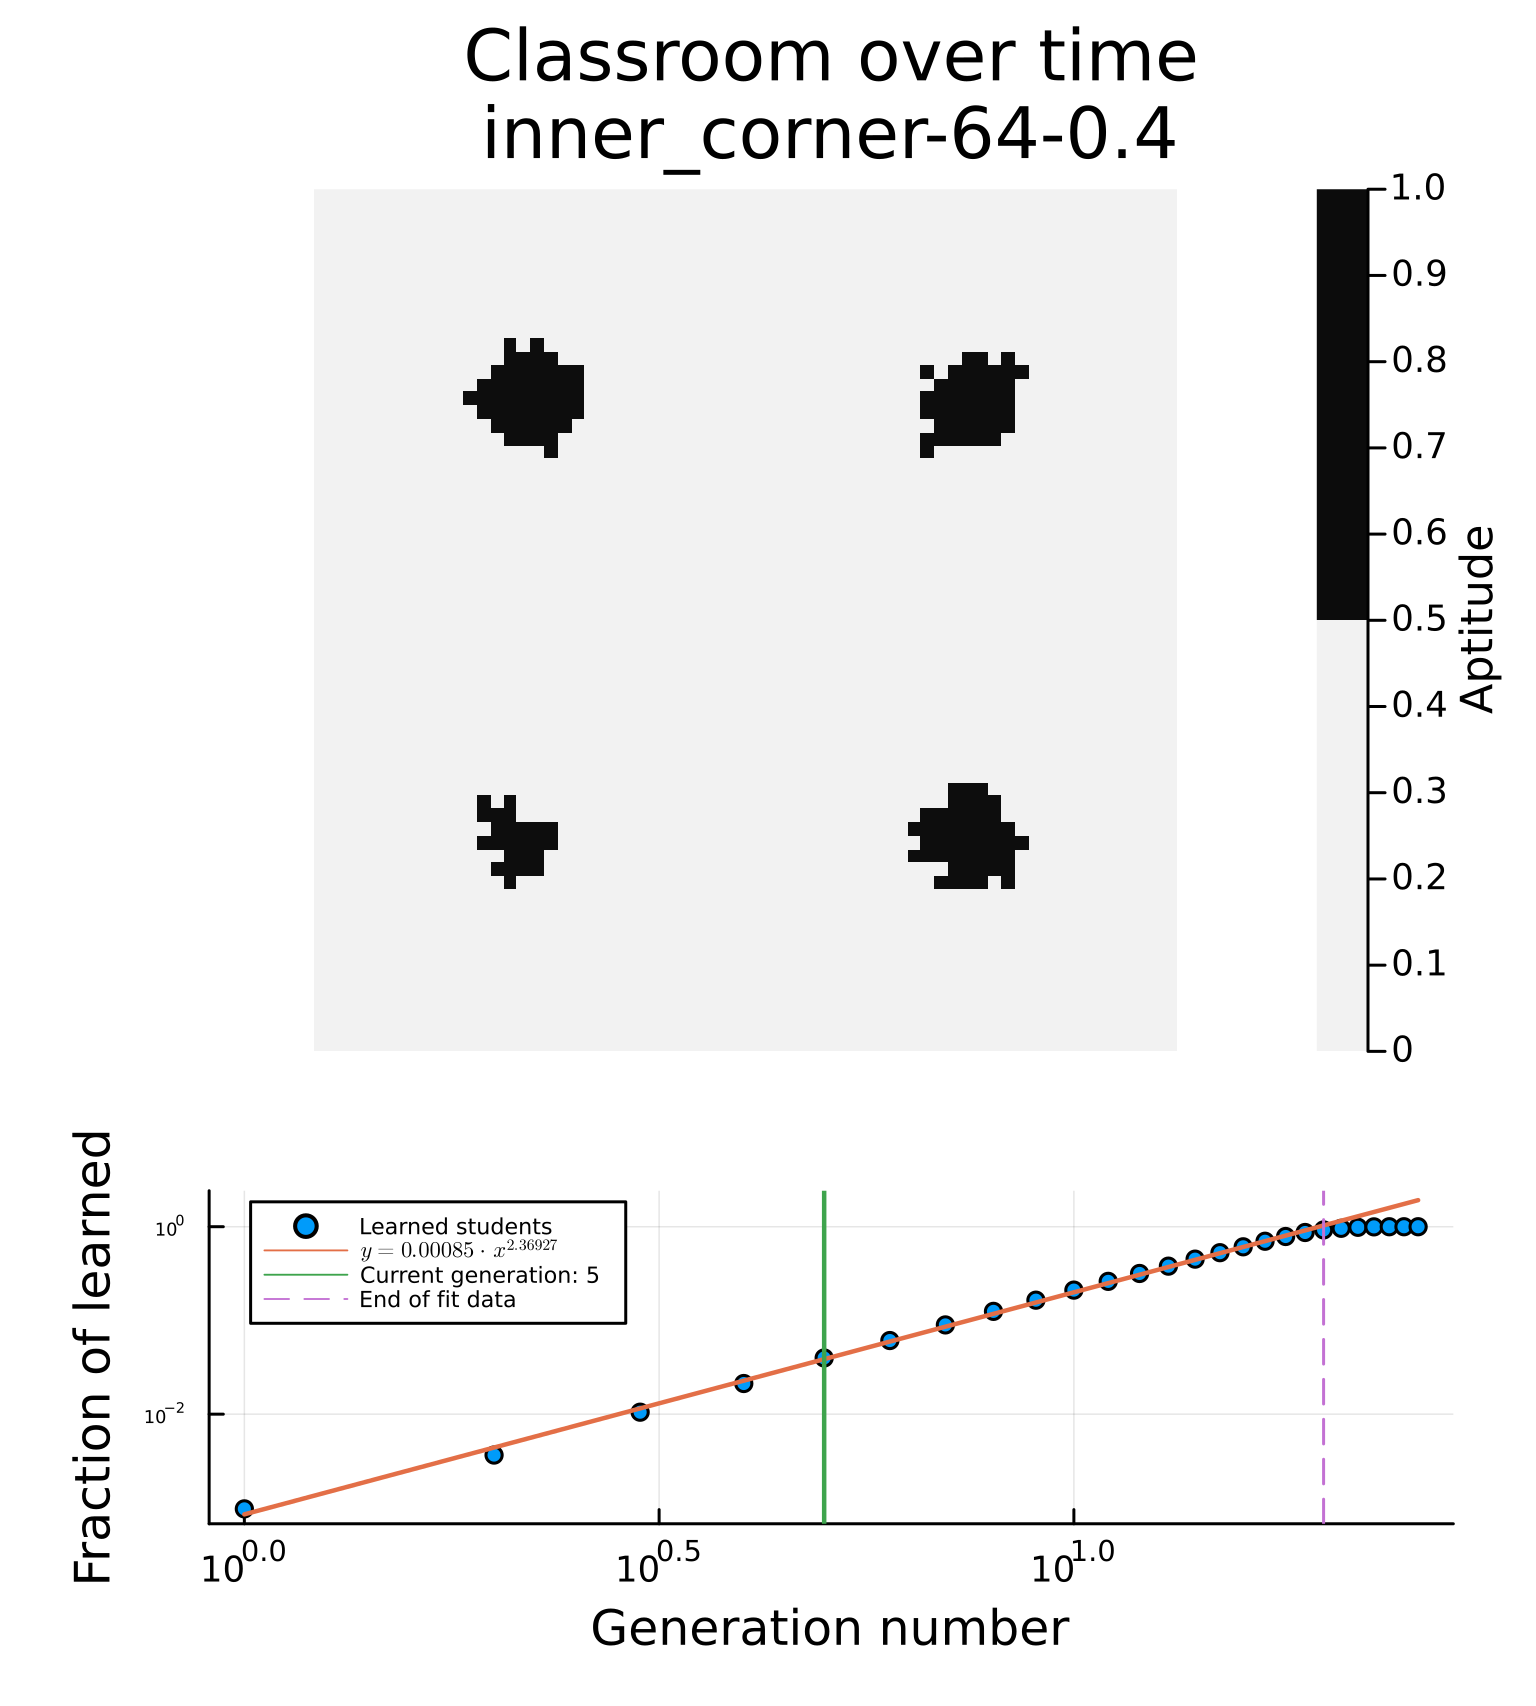 Classroom over time
inner_corner-64-0.4
1.0
0.9
0.8
0.7
0.6
0.5
0.4
0.3
0.2
0.1
0
Aptitude
Fraction of learned
10^0
10^-2
Learned students
y = 0.00085 · x^2.36927
Current generation: 5
End of fit data
10^0.0
10^0.5
10^1.0
Generation number